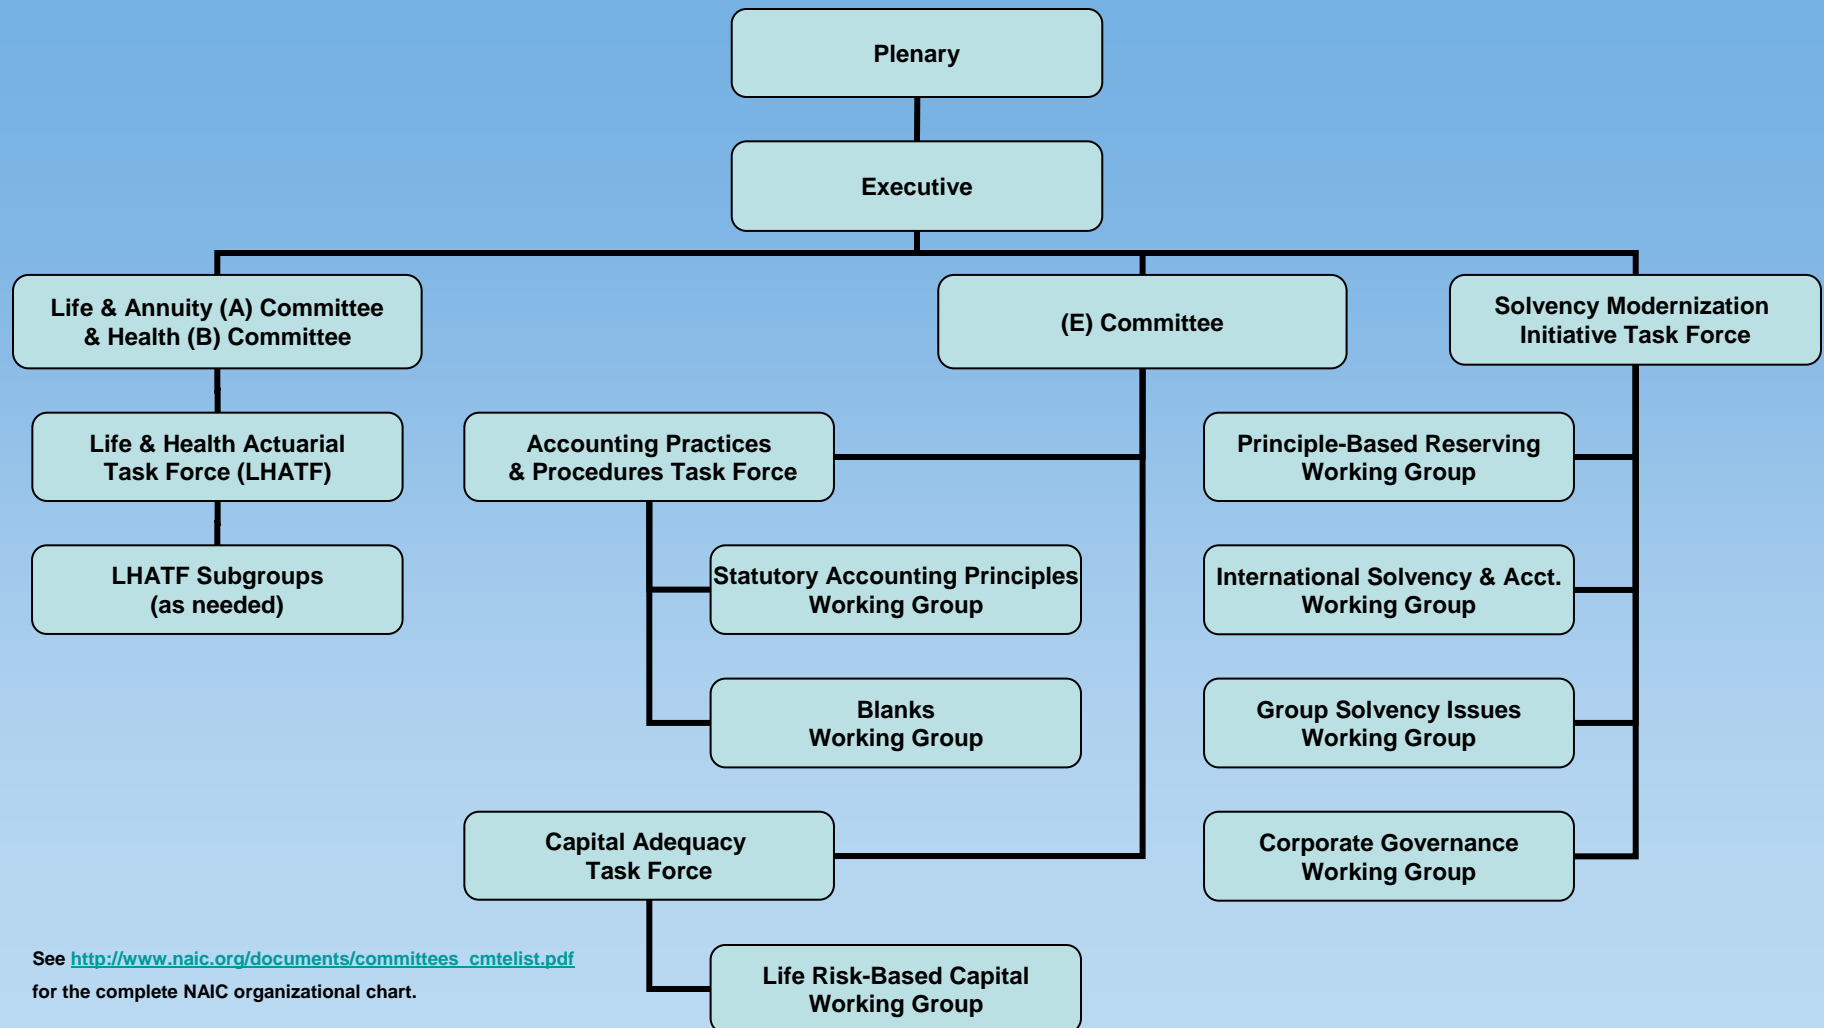 Plenary
Executive
Life & Annuity (A) Committee
& Health (B) Committee
(E) Committee
Solvency Modernization
Initiative Task Force
Life & Health Actuarial
Task Force (LHATF)
Accounting Practices
& Procedures Task Force
Principle-Based Reserving
Working Group
LHATF Subgroups
(as needed)
Statutory Accounting Principles
Working Group
International Solvency & Acct.
Working Group
Blanks
Working Group
Group Solvency Issues
Working Group
Capital Adequacy
Task Force
Corporate Governance
Working Group
Life Risk-Based Capital
Working Group
See http://www.naic.org/documents/committees_cmtelist.pdf
for the complete NAIC organizational chart.